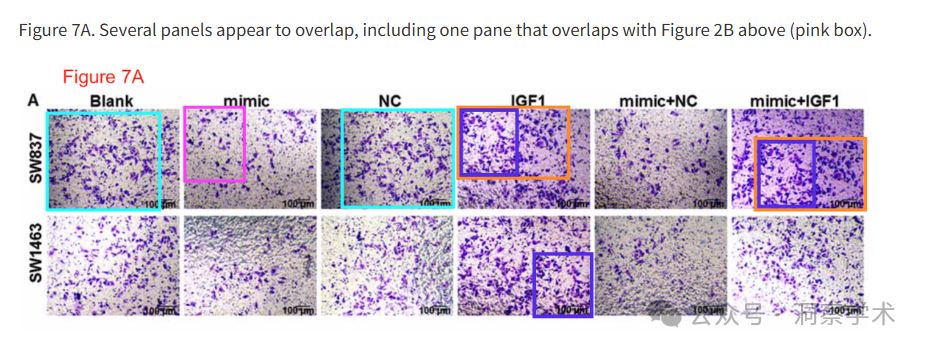 Figure 7A. Several panels appear to overlap, including one pane that overlaps with Figure 2B above (pink box).
Figure 7A
A Blank mimic NC IGF1 mimic+NC mimic+IGF1
SW837
100 µm 100 µm 100 µm 100 µm 100 µm 100 µm
SW1463
100 µm 100 µm 100 µm 100 µm 100 µm 100 µm
公众号 · 洞察学术